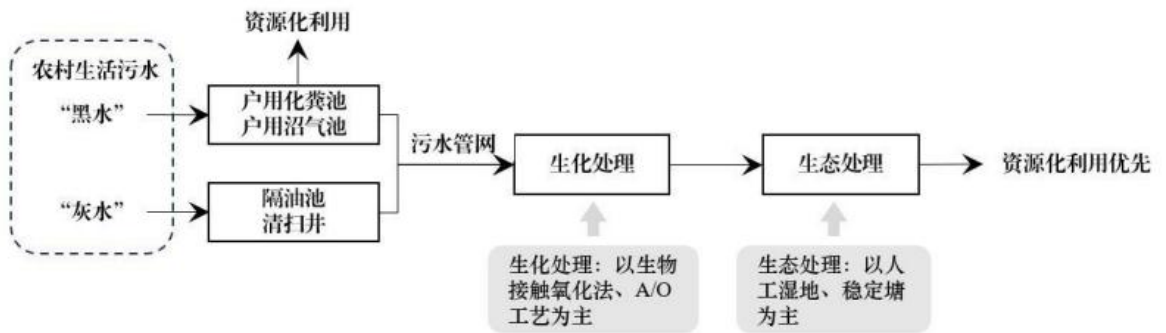 资源化利用
农村生活污水
“黑水”
户用化粪池
户用沼气池
污水管网
生化处理
生态处理
资源化利用优先
“灰水”
隔油池
清扫井
生化处理：以生物
接触氧化法、A/O
工艺为主
生态处理：以人
工湿地、稳定塘
为主